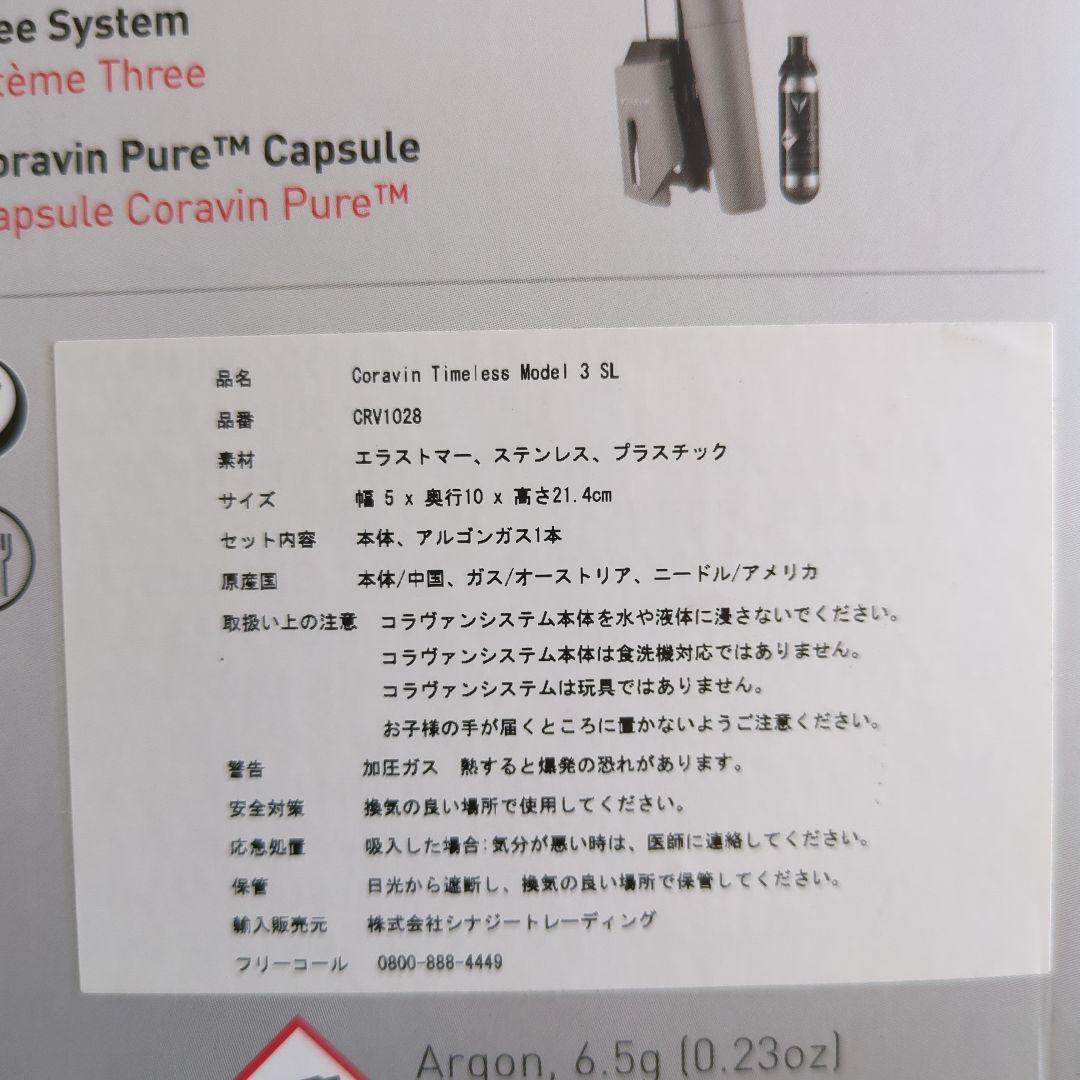 ee System
tème Three
oravin Pure™ Capsule
apsule Coravin Pure™
品名 Coravin Timeless Model 3 SL
品番 CRV1028
素材 エラストマー、ステンレス、プラスチック
サイズ 幅 5 x 奥行10 x 高さ21.4cm
セット内容 本体、アルゴンガス1本
原産国 本体/中国、ガス/オーストリア、ニードル/アメリカ
取扱い上の注意 コラヴァンシステム本体を水や液体に浸さないでください。
コラヴァンシステム本体は食洗機対応ではありません。
コラヴァンシステムは玩具ではありません。
お子様の手が届くところに置かないようご注意ください。
警告 加圧ガス 熱すると爆発の恐れがあります。
安全対策 換気の良い場所で使用してください。
応急処置 吸入した場合:気分が悪い時は、医師に連絡してください。
保管 日光から遮断し、換気の良い場所で保管してください。
輸入販売元 株式会社シナジートレーディング
フリーコール 0800-888-4449
Argon, 6.5g (0.23oz)